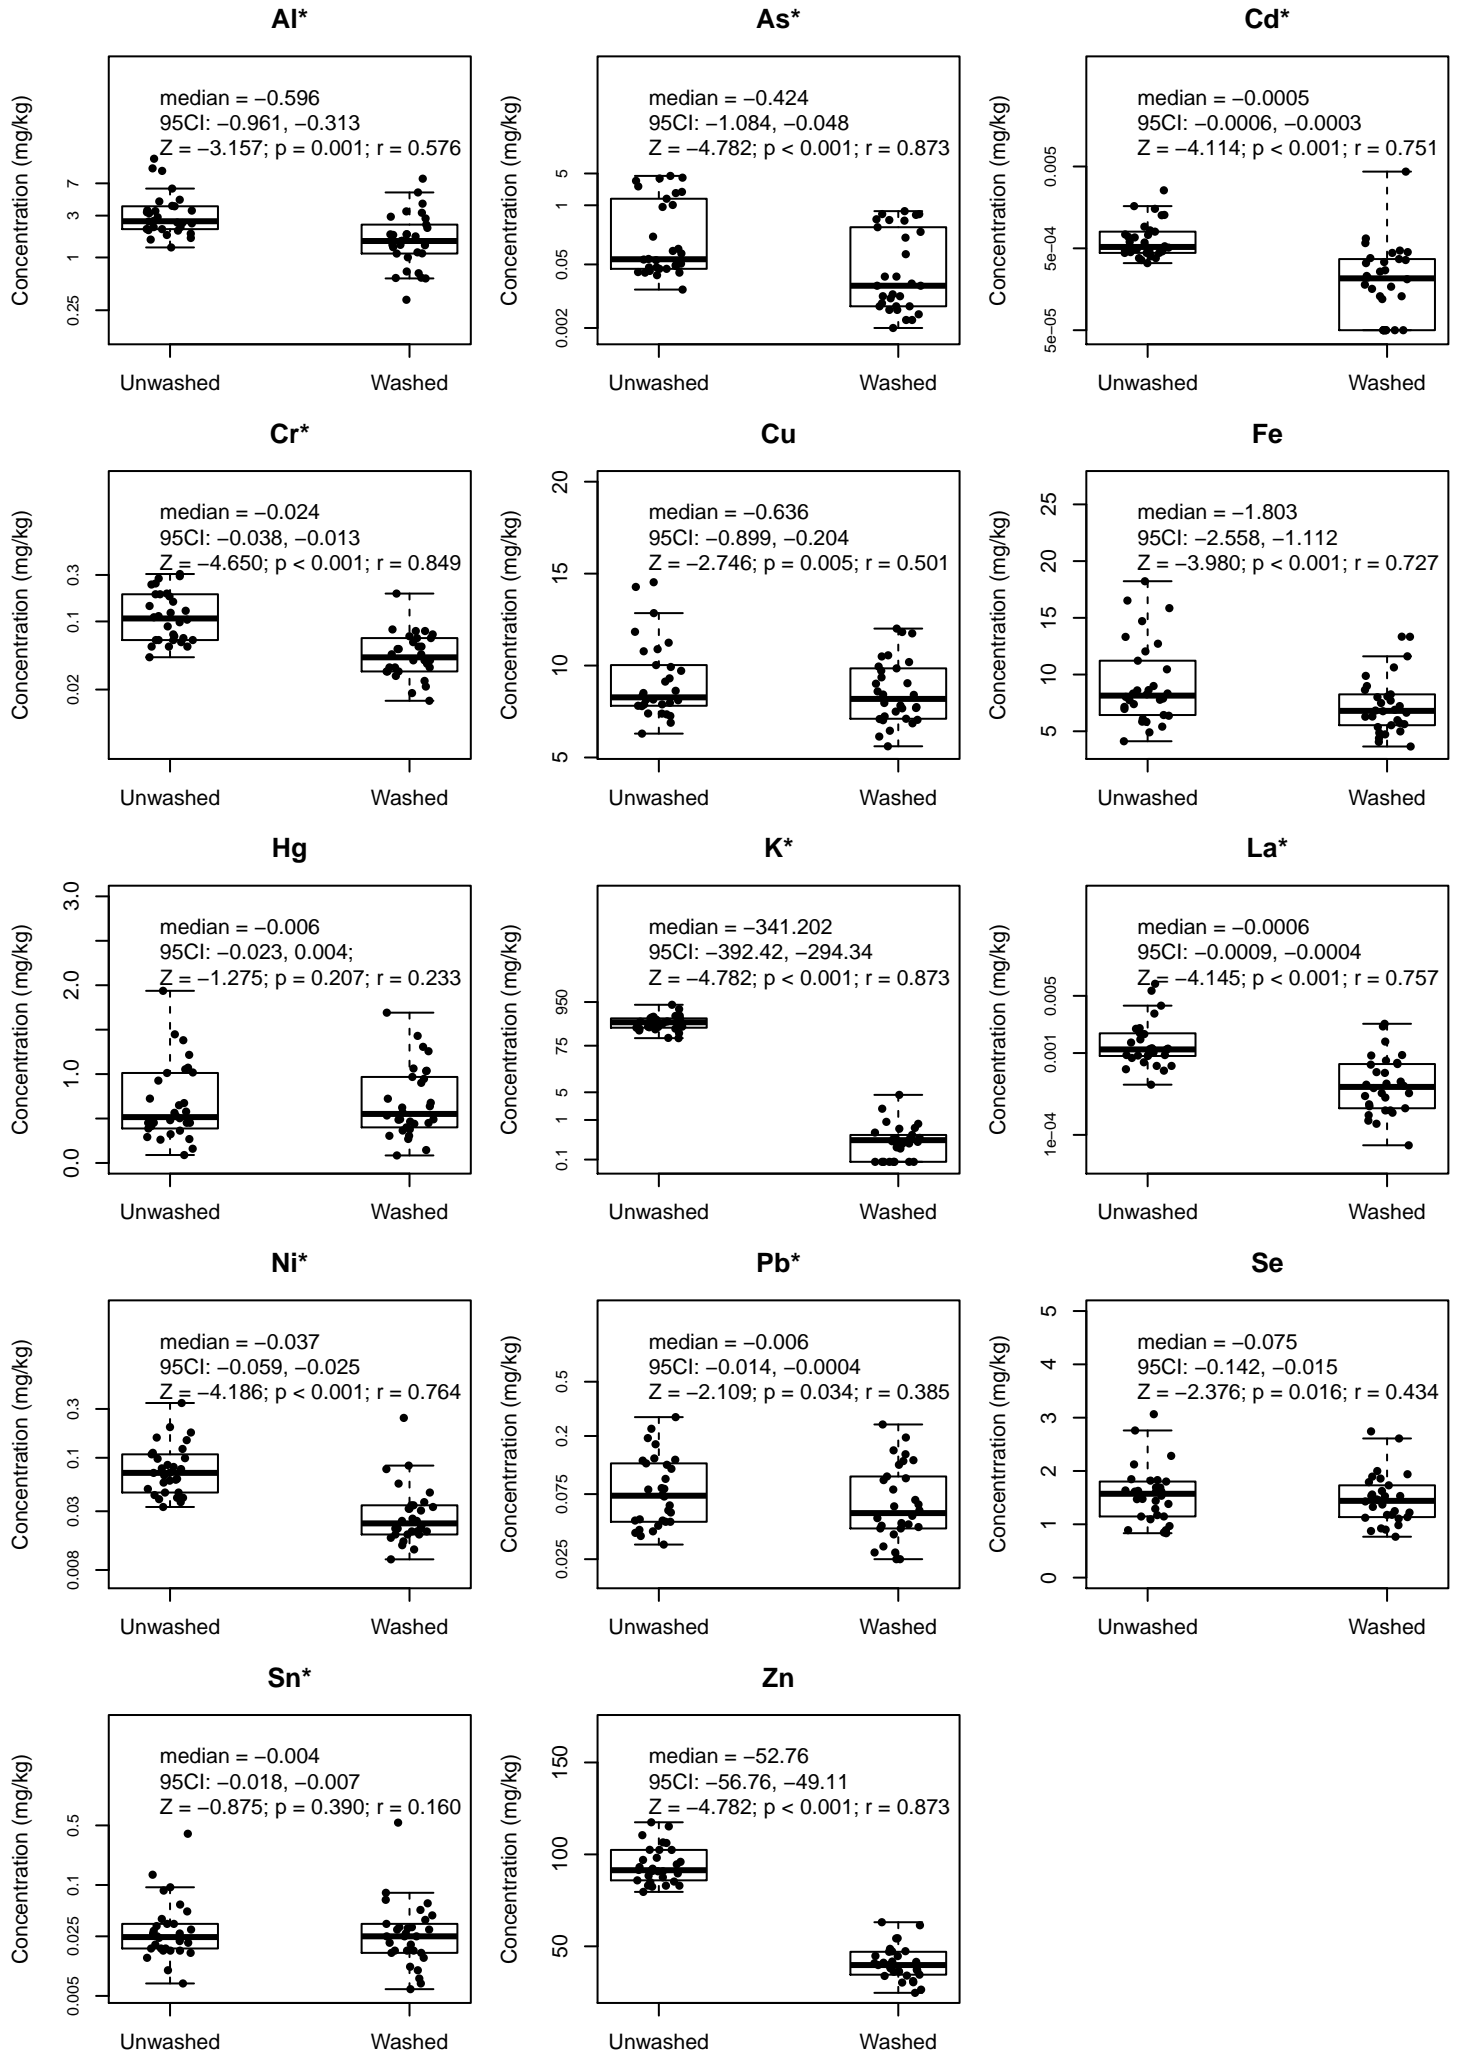 Al*
Concentration (mg/kg)
7
3
1
0.25
median = −0.596
95CI: −0.961, −0.313
Z = −3.157; p = 0.001; r = 0.576
Unwashed Washed
As*
Concentration (mg/kg)
5
1
0.05
0.002
median = −0.424
95CI: −1.084, −0.048
Z = −4.782; p < 0.001; r = 0.873
Unwashed Washed
Cd*
Concentration (mg/kg)
0.005
5e−04
5e−05
median = −0.0005
95CI: −0.0006, −0.0003
Z = −4.114; p < 0.001; r = 0.751
Unwashed Washed
Cr*
Concentration (mg/kg)
0.3
0.1
0.02
median = −0.024
95CI: −0.038, −0.013
Z = −4.650; p < 0.001; r = 0.849
Unwashed Washed
Cu
Concentration (mg/kg)
20
15
10
5
median = −0.636
95CI: −0.899, −0.204
Z = −2.746; p = 0.005; r = 0.501
Unwashed Washed
Fe
Concentration (mg/kg)
25
20
15
10
5
median = −1.803
95CI: −2.558, −1.112
Z = −3.980; p < 0.001; r = 0.727
Unwashed Washed
Hg
Concentration (mg/kg)
3.0
2.0
1.0
0.0
median = −0.006
95CI: −0.023, 0.004;
Z = −1.275; p = 0.207; r = 0.233
Unwashed Washed
K*
Concentration (mg/kg)
950
75
5
1
0.1
median = −341.202
95CI: −392.42, −294.34
Z = −4.782; p < 0.001; r = 0.873
Unwashed Washed
La*
Concentration (mg/kg)
0.005
0.001
1e−04
median = −0.0006
95CI: −0.0009, −0.0004
Z = −4.145; p < 0.001; r = 0.757
Unwashed Washed
Ni*
Concentration (mg/kg)
0.3
0.1
0.03
0.008
median = −0.037
95CI: −0.059, −0.025
Z = −4.186; p < 0.001; r = 0.764
Unwashed Washed
Pb*
Concentrration (mg/kg)
0.5
0.2
0.075
0.025
median = −0.006
95CI: −0.014, −0.0004
Z = −2.109; p = 0.034; r = 0.385
Unwashed Washed
Se
Concentration (mg/kg)
5
4
3
2
1
0
median = −0.075
95CI: −0.142, −0.015
Z = −2.376; p = 0.016; r = 0.434
Unwashed Washed
Sn*
Concentration (mg/kg)
0.5
0.1
0.025
0.005
median = −0.004
95CI: −0.018, −0.007
Z = −0.875; p = 0.390; r = 0.160
Unwashed Washed
Zn
Concentration (mg/kg)
150
100
50
median = −52.76
95CI: −56.76, −49.11
Z = −4.782; p < 0.001; r = 0.873
Unwashed Washed